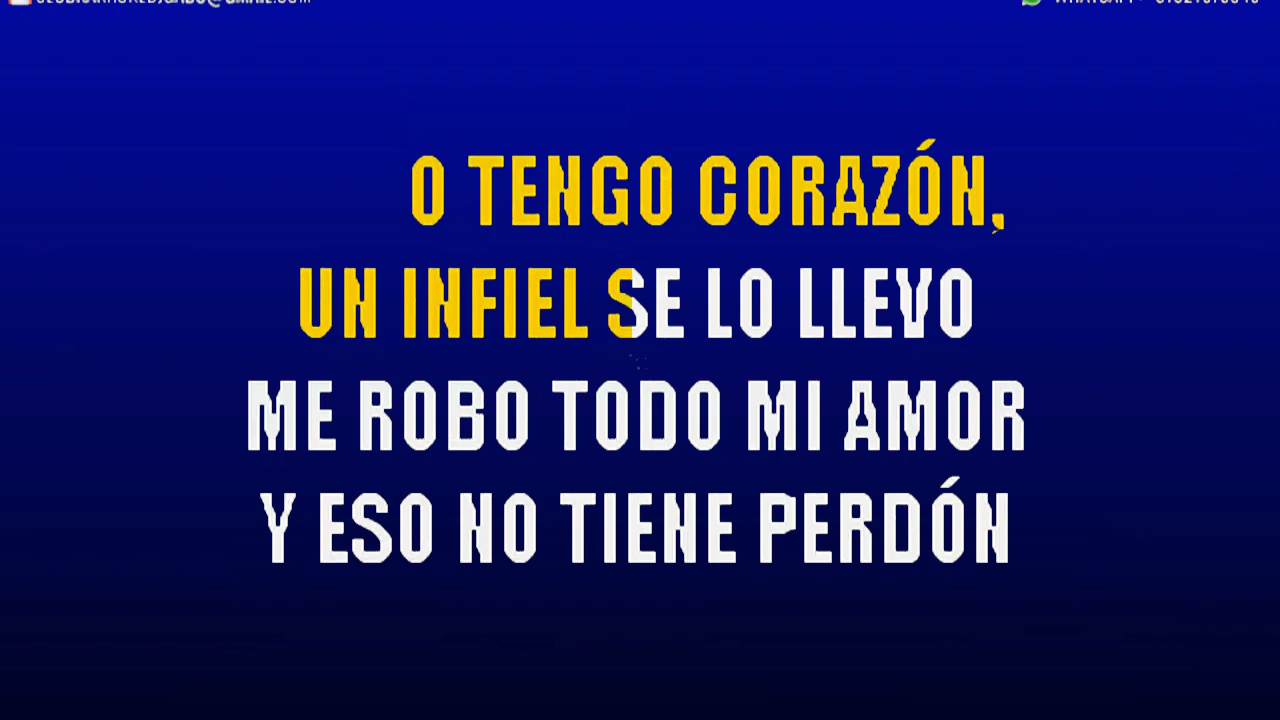 O TENGO CORAZÓN,
UN INFIEL SE LO LLEVO
ME ROBO TODO MI AMOR
Y ESO NO TIENE PERDÓN